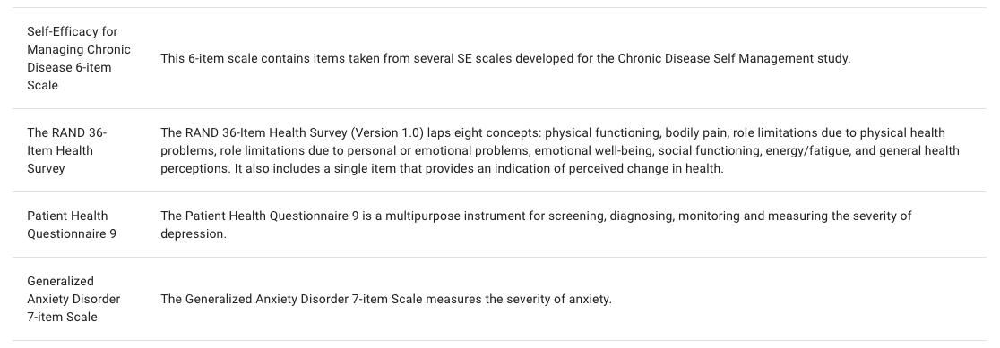 Self-Efficacy for
Managing Chronic
Disease 6-item
Scale
This 6-item scale contains items taken from several SE scales developed for the Chronic Disease Self Management study.
The RAND 36-
Item Health
Survey
The RAND 36-Item Health Survey (Version 1.0) laps eight concepts: physical functioning, bodily pain, role limitations due to physical health
problems, role limitations due to personal or emotional problems, emotional well-being, social functioning, energy/fatigue, and general health
perceptions. It also includes a single item that provides an indication of perceived change in health.
Patient Health
Questionnaire 9
The Patient Health Questionnaire 9 is a multipurpose instrument for screening, diagnosing, monitoring and measuring the severity of
depression.
Generalized
Anxiety Disorder
7-item Scale
The Generalized Anxiety Disorder 7-item Scale measures the severity of anxiety.